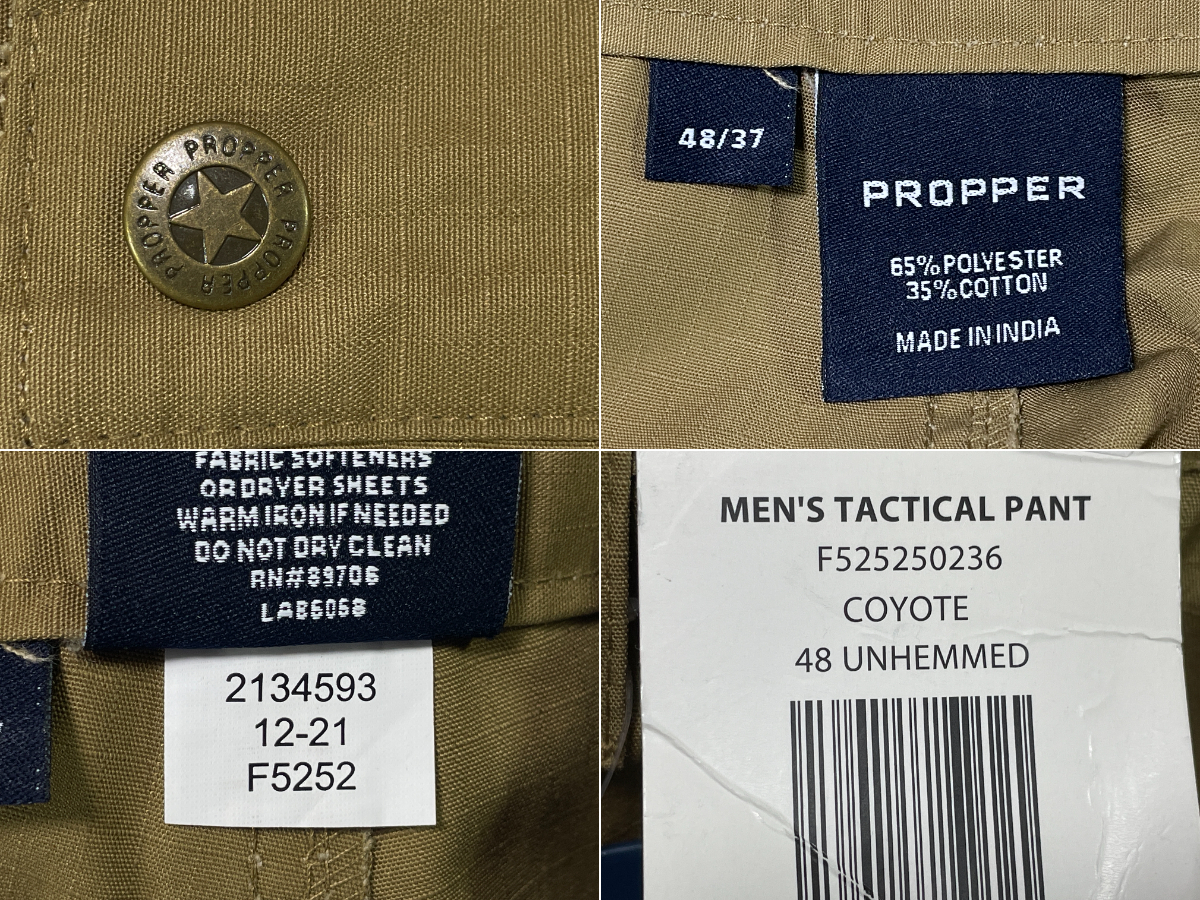 PROPPER PROPPER PROPPER PROPPER
48/37
PROPPER
65% POLYESTER
35% COTTON
MADE IN INDIA
FABRIC SOFTENERS
OR DRYER SHEETS
WARM IRON IF NEEDED
DO NOT DRY CLEAN
RN#89706
LAB6068
2134593
12-21
F5252
MEN'S TACTICAL PANT
F525250236
COYOTE
48 UNHEMMED